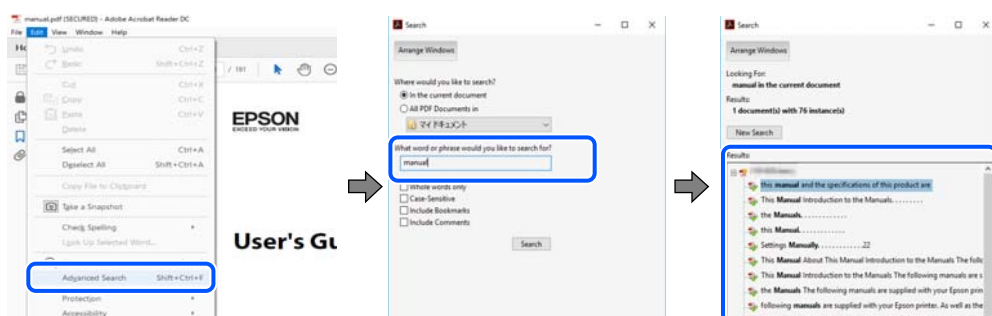 manual.pdf (SECURED) - Adobe Acrobat Reader DC
File Edit View Window Help
Undo Ctrl+Z
Redo Shift+Ctrl+Z
Cut Ctrl+X
Copy Ctrl+C
Paste Ctrl+V
Delete
Select All Ctrl+A
Deselect All Shift+Ctrl+A
Copy File to Clipboard
Take a Snapshot
Check Spelling
Look Up Selected Word...
Advanced Search Shift+Ctrl+F
Protection
Accessibility
/ 191
EPSON
EXCEED YOUR VISION
User's Gu
Search
Arrange Windows
Where would you like to search?
In the current document
All PDF Documents in
マイ ドキュメント
What word or phrase would you like to search for?
manual
Whole words only
Case-Sensitive
Include Bookmarks
Include Comments
Search
Search
Arrange Windows
Looking For:
manual in the current document
Results:
1 document(s) with 76 instance(s)
New Search
Results:
this manual and the specifications of this product are
This Manual Introduction to the Manuals. . . . . . . . .
the Manuals. . . . . . . . . . . . .
this Manual. . . . . . . . . . . . .
Settings Manually. . . . . . . . . . . . .22
This Manual About This Manual Introduction to the Manuals The follo
This Manual Introduction to the Manuals The following manuals are s
the Manuals The following manuals are supplied with your Epson prin
following manuals are supplied with your Epson printer. As well as the